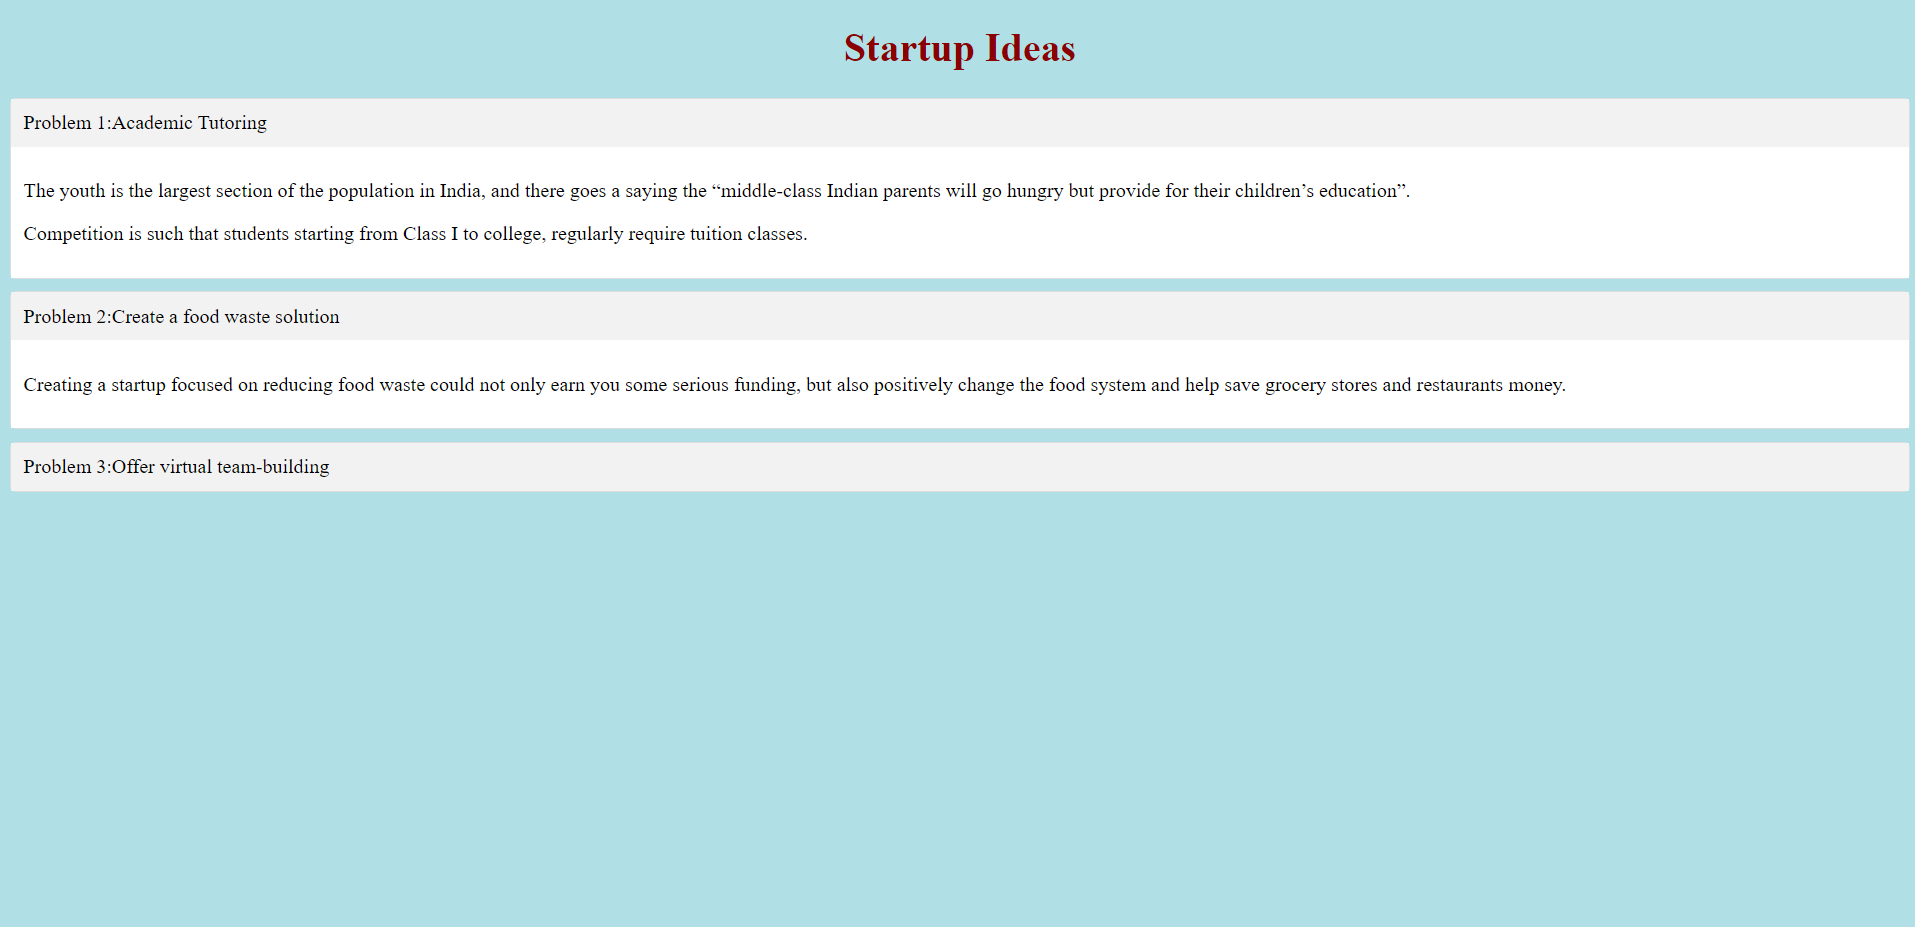 Startup Ideas
Problem 1:Academic Tutoring
The youth is the largest section of the population in India, and there goes a saying the “middle-class Indian parents will go hungry but provide for their children’s education”.
Competition is such that students starting from Class I to college, regularly require tuition classes.
Problem 2:Create a food waste solution
Creating a startup focused on reducing food waste could not only earn you some serious funding, but also positively change the food system and help save grocery stores and restaurants money.
Problem 3:Offer virtual team-building